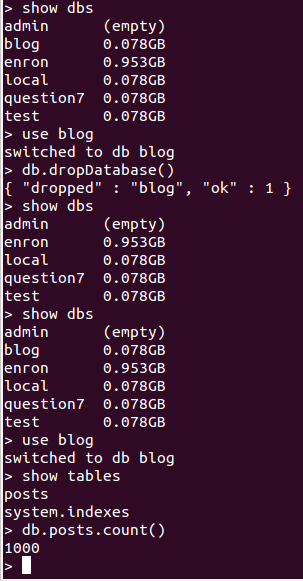 > show dbs
admin (empty)
blog 0.078GB
enron 0.953GB
local 0.078GB
question7 0.078GB
test 0.078GB
> use blog
switched to db blog
> db.dropDatabase()
{ "dropped" : "blog", "ok" : 1 }
> show dbs
admin (empty)
enron 0.953GB
local 0.078GB
question7 0.078GB
test 0.078GB
> show dbs
admin (empty)
blog 0.078GB
enron 0.953GB
local 0.078GB
question7 0.078GB
test 0.078GB
> use blog
switched to db blog
> show tables
posts
system.indexes
> db.posts.count()
1000
>